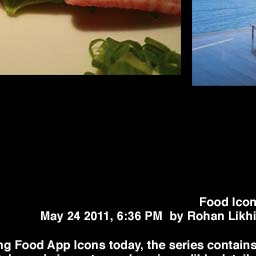 Food Icon
May 24 2011, 6:36 PM by Rohan Likhi
ng Food App Icons today, the series contains